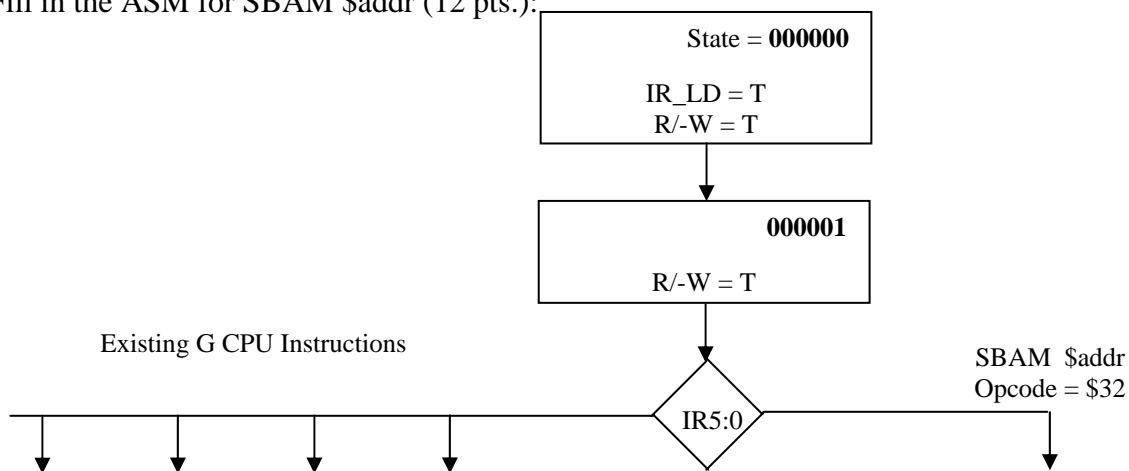 Fill in the ASM for SBAM $addr (12 pts.):
State = 000000
IR_LD = T
R/-W = T
000001
R/-W = T
Existing G CPU Instructions
SBAM $addr
Opcode = $32
IR5:0